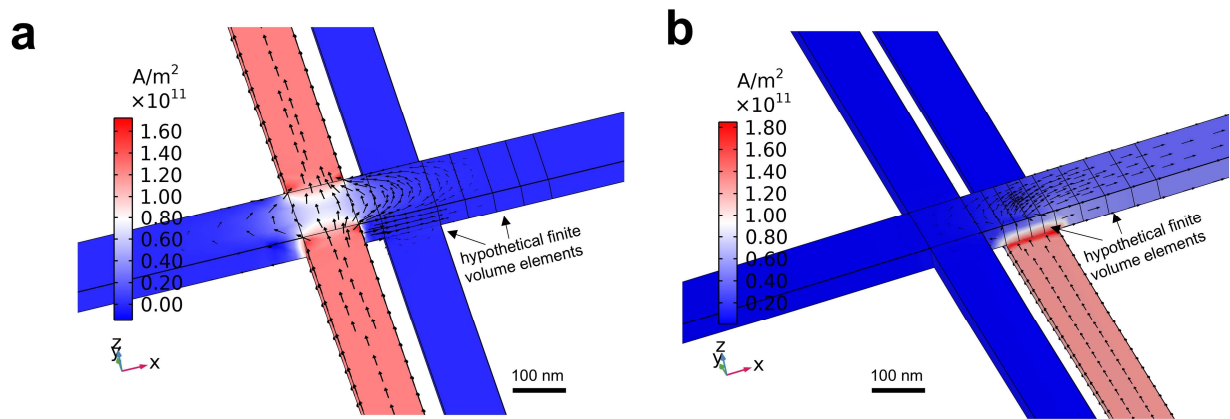 a
A/m²
×10¹¹
1.60
1.40
1.20
1.00
0.80
0.60
0.40
0.20
0.00
hypothetical finite
volume elements
z
y
x
100 nm
b
A/m²
×10¹¹
1.80
1.60
1.40
1.20
1.00
0.80
0.60
0.40
0.20
hypothetical finite
volume elements
z
y
x
100 nm